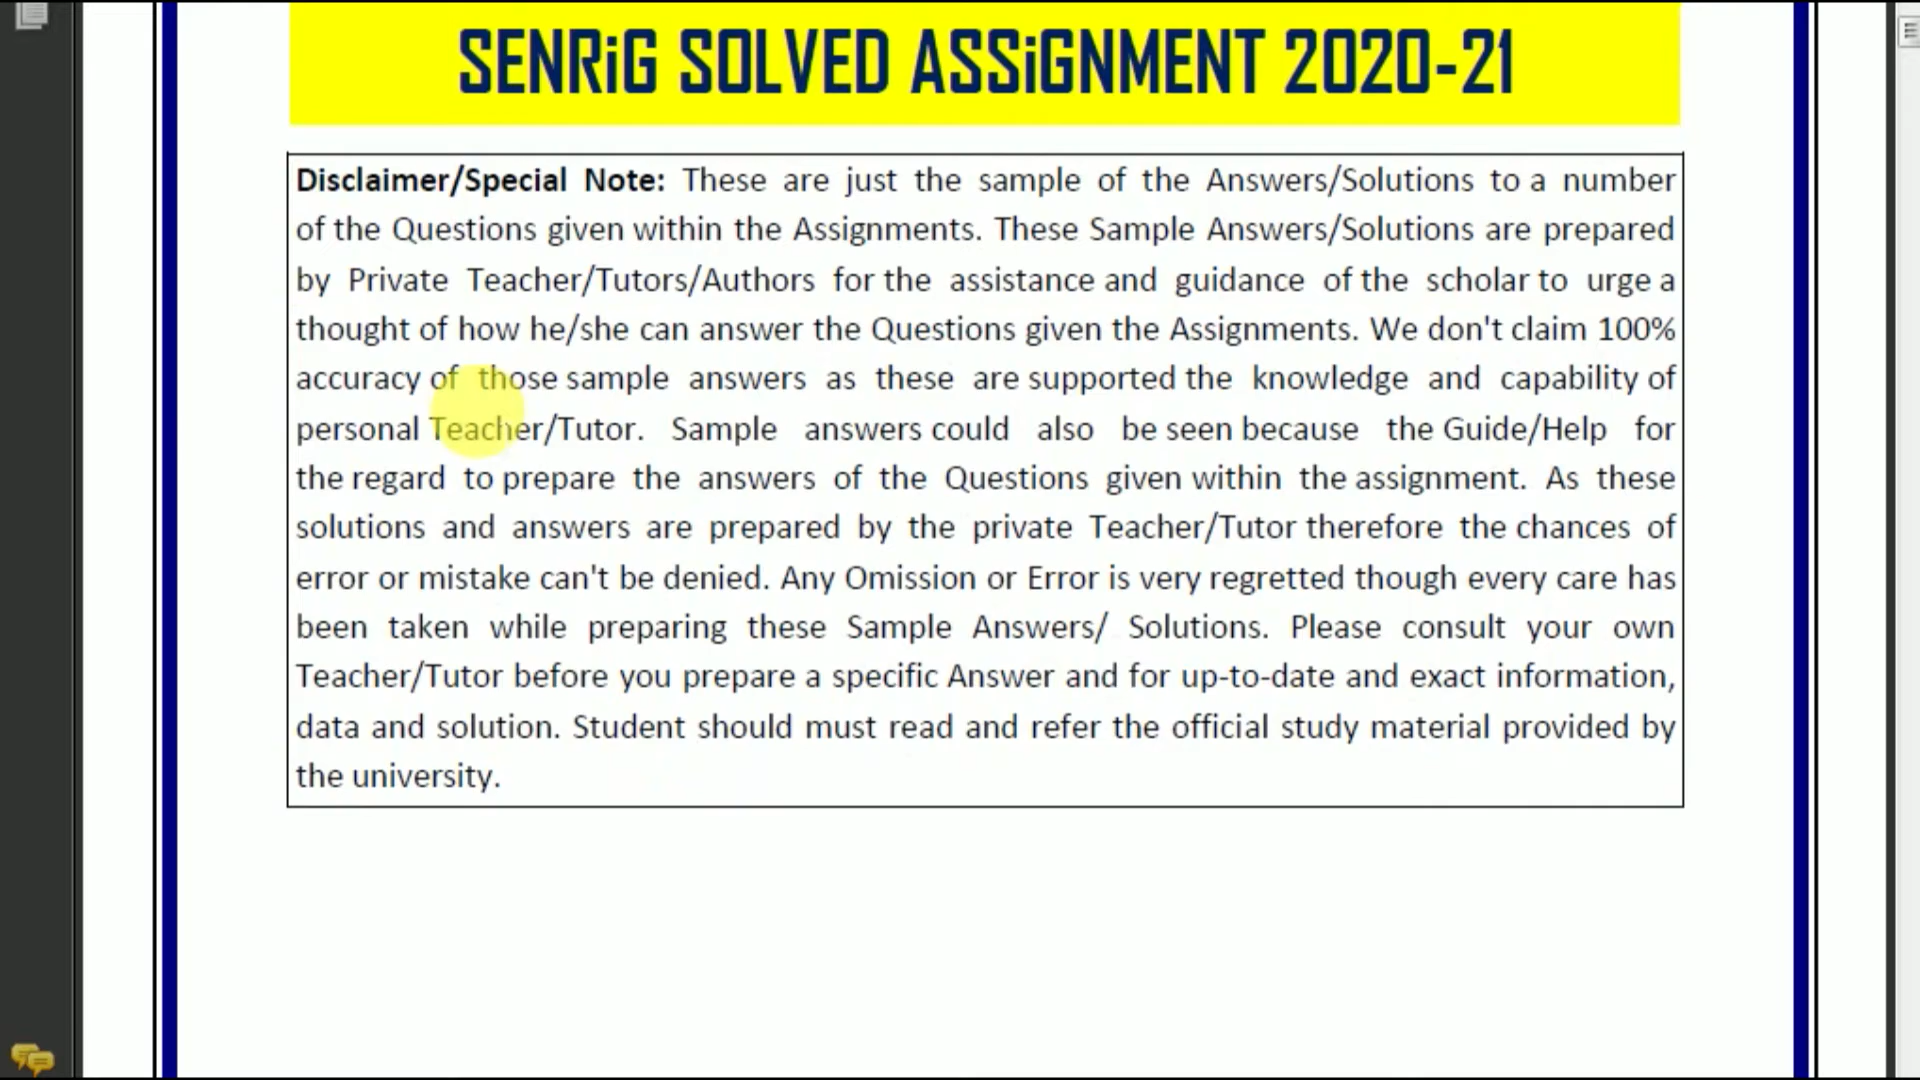 SENRiG SOLVED ASSiGNMENT 2020-21
Disclaimer/Special Note: These are just the sample of the Answers/Solutions to a number
of the Questions given within the Assignments. These Sample Answers/Solutions are prepared
by Private Teacher/Tutors/Authors for the assistance and guidance of the scholar to urge a
thought of how he/she can answer the Questions given the Assignments. We don't claim 100%
accuracy of those sample answers as these are supported the knowledge and capability of
personal Teacher/Tutor. Sample answers could also be seen because the Guide/Help for
the regard to prepare the answers of the Questions given within the assignment. As these
solutions and answers are prepared by the private Teacher/Tutor therefore the chances of
error or mistake can't be denied. Any Omission or Error is very regretted though every care has
been taken while preparing these Sample Answers/ Solutions. Please consult your own
Teacher/Tutor before you prepare a specific Answer and for up-to-date and exact information,
data and solution. Student should must read and refer the official study material provided by
the university.